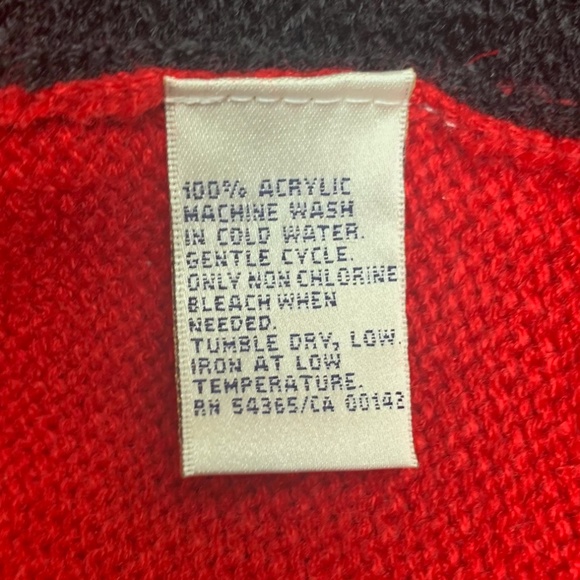 100% ACRYLIC
MACHINE WASH
IN COLD WATER.
GENTLE CYCLE.
ONLY NON CHLORINE
BLEACH WHEN
NEEDED.
TUMBLE DRY, LOW.
IRON AT LOW
TEMPERATURE.
RN 54365/CA 00142